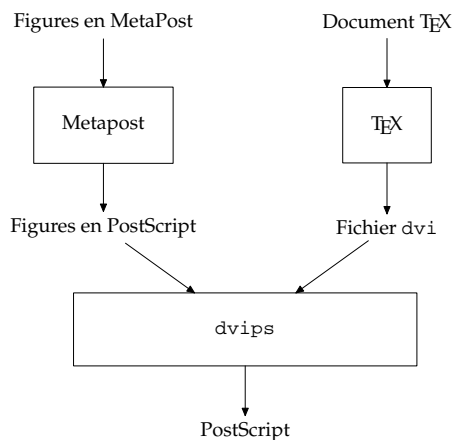 Figures en MetaPost
Document TEX
Metapost
TEX
Figures en PostScript
Fichier dvi
dvips
PostScript